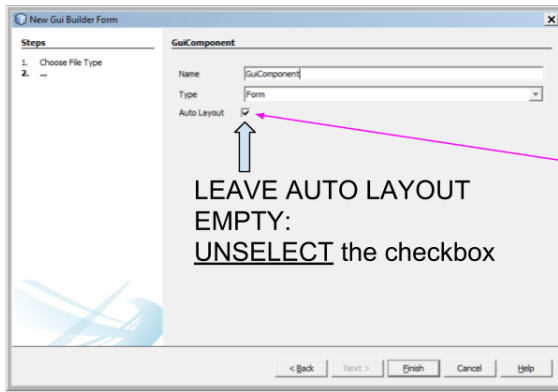 New Gui Builder Form
Steps
1. Choose File Type
2. ...
GuiComponent
Name GuiComponent
Type Form
Auto Layout
LEAVE AUTO LAYOUT
EMPTY:
UNSELECT the checkbox
< Back Next > Finish Cancel Help